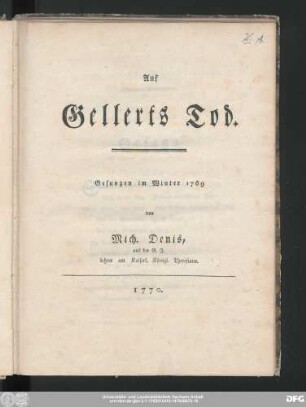 Auf
Gellerts Tod.
Gesungen im Winter 1769
von
Mich. Denis,
aus der G. J.
Lehrer am Kaiserl. Königl. Theresiano.
1770.